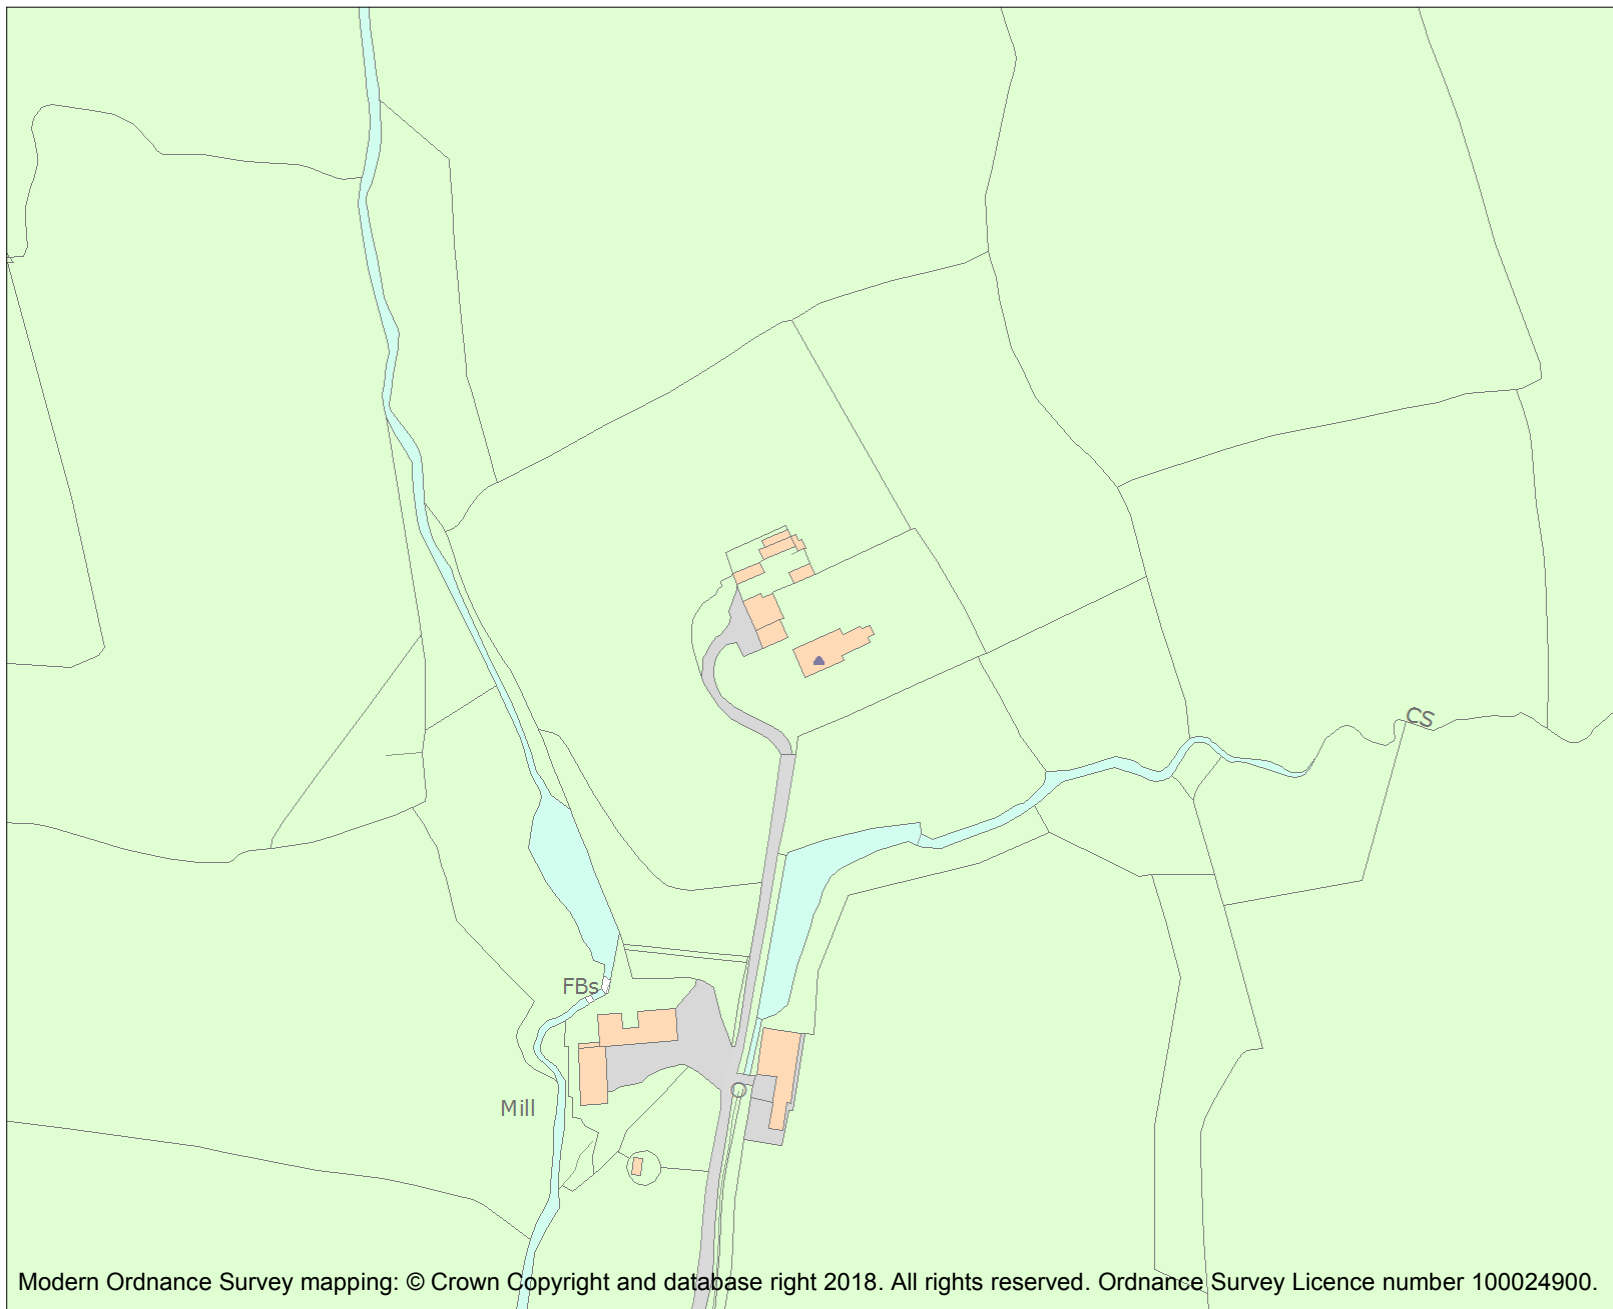 CS
FBs
Mill
Modern Ordnance Survey mapping: © Crown Copyright and database right 2018. All rights reserved. Ordnance Survey Licence number 100024900.